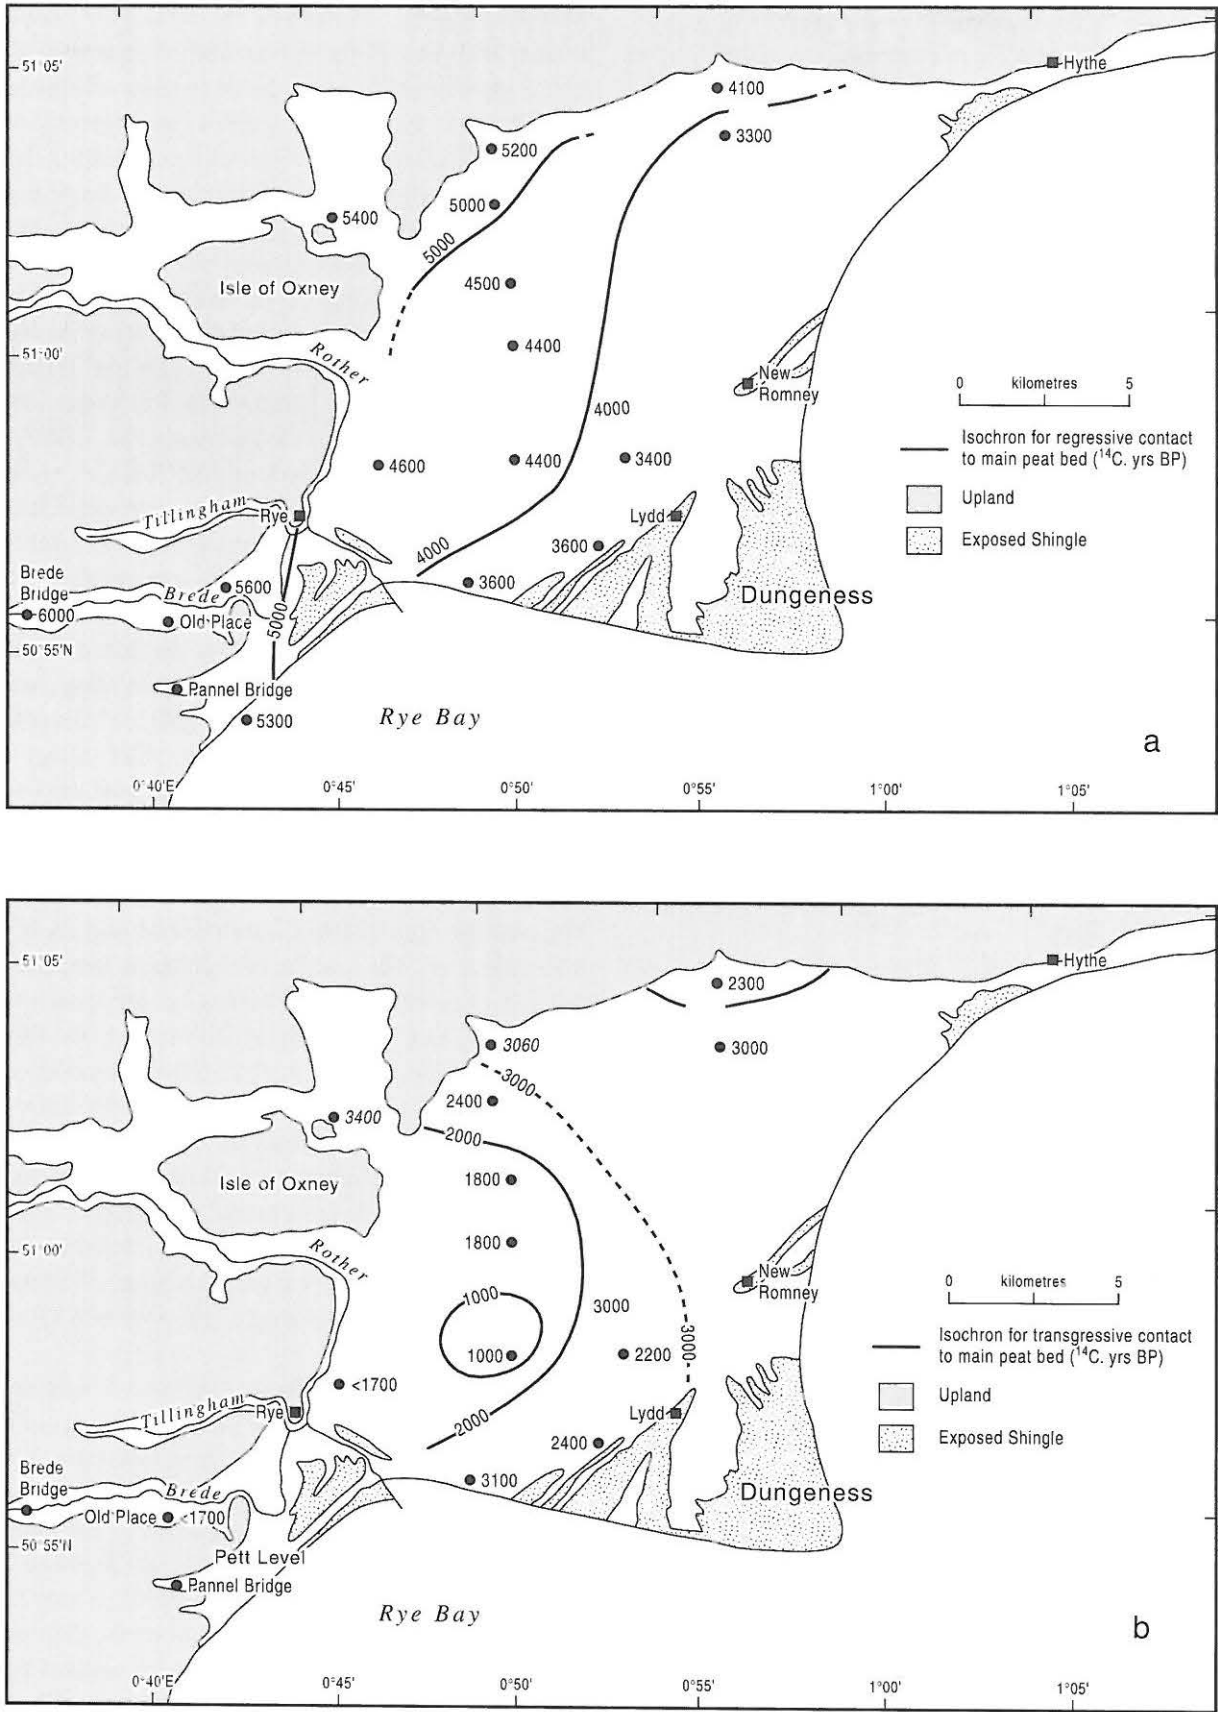 51°05'
Hythe
4100
3300
5200
5000
5400
5000
Isle of Oxney
4500
51°00'
Rother
4400
New
Romney
4000
0 kilometres 5
Isochron for regressive contact
to main peat bed (¹⁴C. yrs BP)
Upland
Exposed Shingle
4600
4400
3400
Tillingham
Rye
Lydd
4000
3600
3600
Brede
Bridge
6000
Brede
5600
Old Place
5000
Dungeness
50°55'N
Pannel Bridge
5300
Rye Bay
a
0°40'E
0°45'
0°50'
0°55'
1°00'
1°05'
51°05'
Hythe
2300
3060
3000
3000
2400
3400
2000
Isle of Oxney
1800
51°00'
Rother
1800
New
Romney
1000
3000
0 kilometres 5
Isochron for transgressive contact
to main peat bed (¹⁴C. yrs BP)
Upland
Exposed Shingle
1000
2200
3000
<1700
Tillingham
Rye
2000
Lydd
2400
3100
Brede
Bridge
Brede
Old Place
<1700
Dungeness
50°55'N
Pett Level
Pannel Bridge
Rye Bay
b
0°40'E
0°45'
0°50'
0°55'
1°00'
1°05'